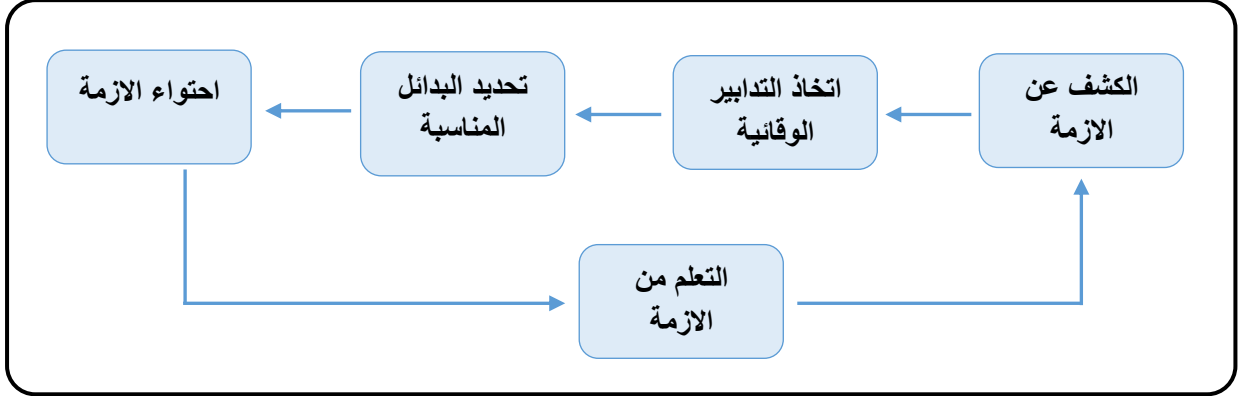 الكشف عن
الازمة
اتخاذ التدابير
الوقائية
تحديد البدائل
المناسبة
احتواء الازمة
التعلم من
الازمة